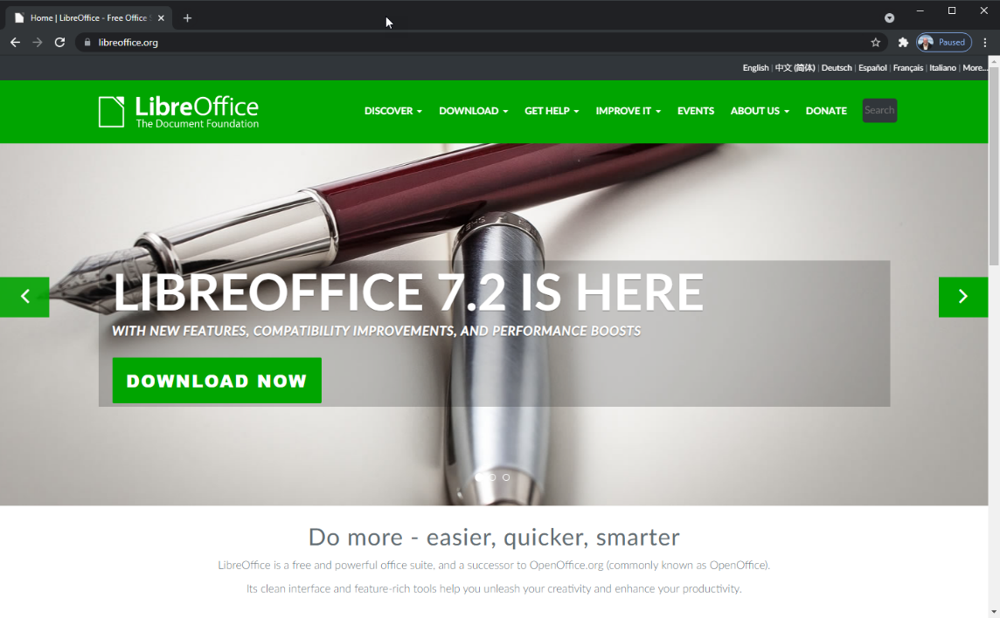 Home | LibreOffice - Free Office
libreoffice.org
Paused
English | 中文 (简体) | Deutsch | Español | Français | Italiano | More...
LibreOffice
The Document Foundation
DISCOVER DOWNLOAD GET HELP IMPROVE IT EVENTS ABOUT US DONATE Search
LIBREOFFICE 7.2 IS HERE
WITH NEW FEATURES, COMPATIBILITY IMPROVEMENTS, AND PERFORMANCE BOOSTS
DOWNLOAD NOW
Do more - easier, quicker, smarter
LibreOffice is a free and powerful office suite, and a successor to OpenOffice.org (commonly known as OpenOffice).
Its clean interface and feature-rich tools help you unleash your creativity and enhance your productivity.